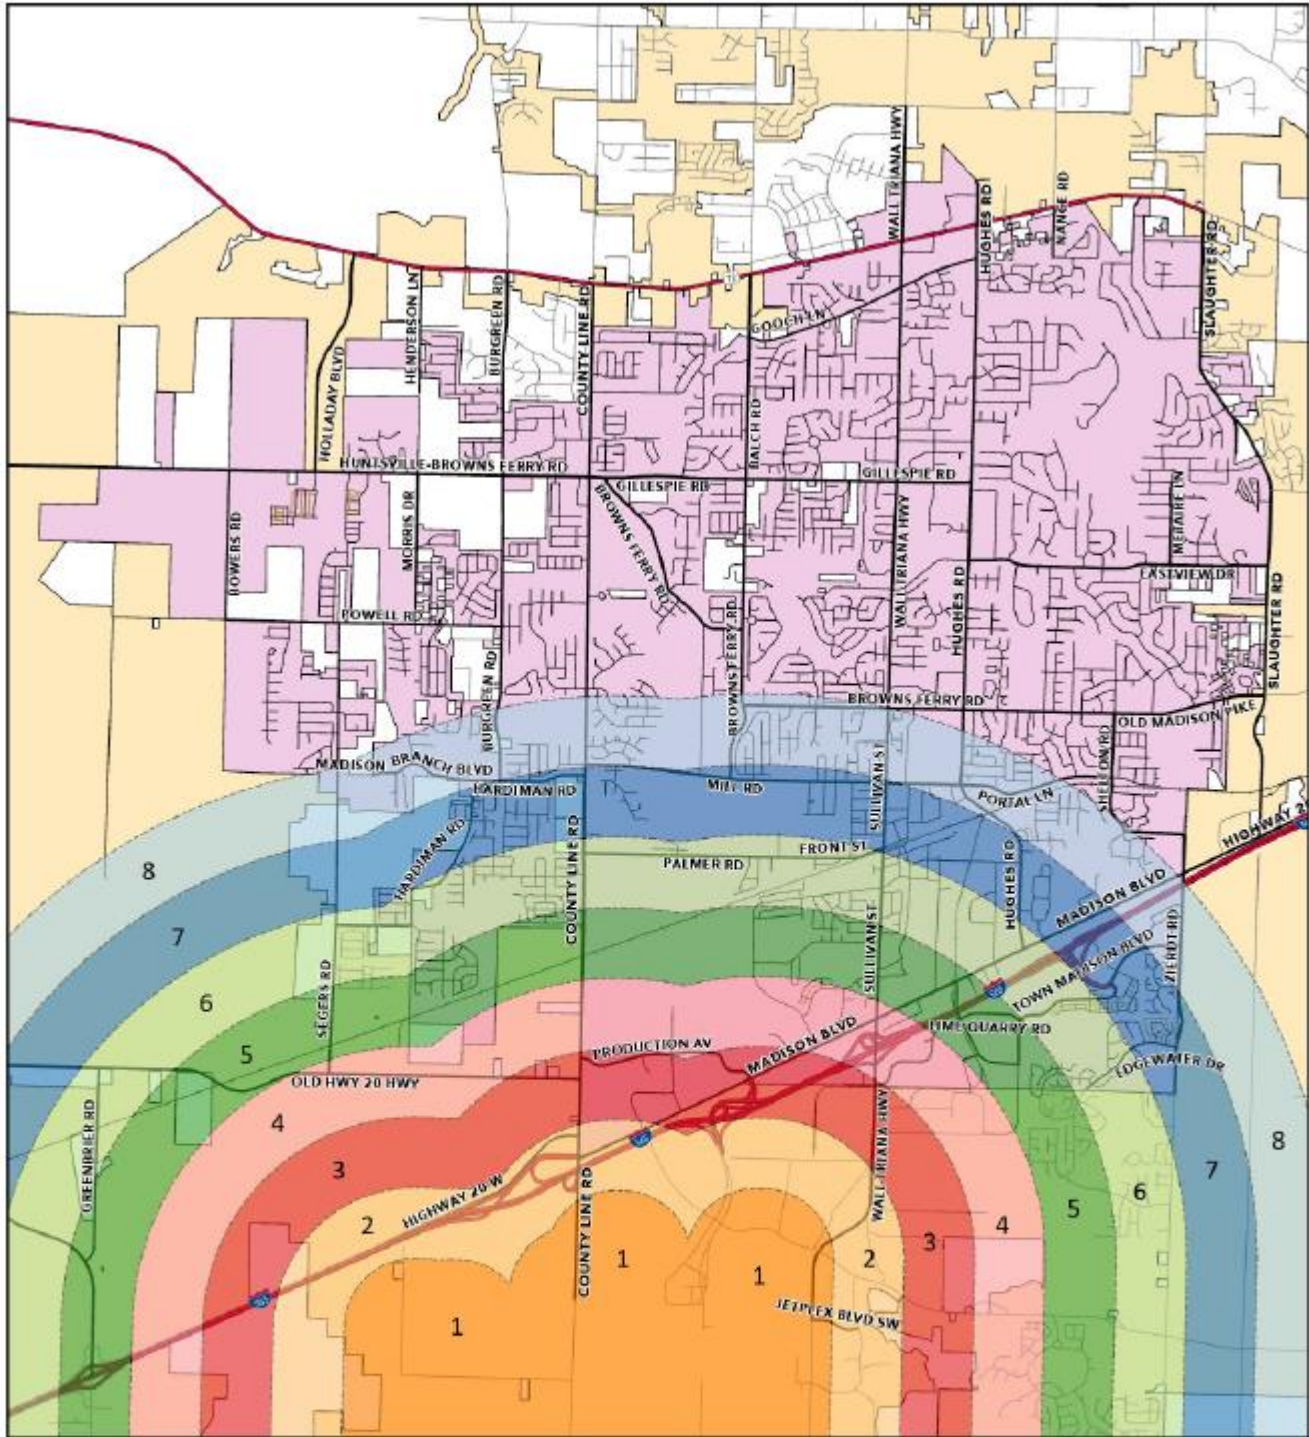 WALL TRIANA HWY
HUGHES RD
NANCE RD
SLAUGHTER RD
HOLLADAY BLVD
HENDERSON LN
BURGREEN RD
COUNTY LINE RD
GOOCH LN
BALCH RD
HUNTSVILLE-BROWNS FERRY RD
GILLESPIE RD
GILLESPIE RD
BROWNS FERRY RD
WALL TRIANA HWY
BOWERS RD
MORRIS DR
HUGHES RD
EASTVIEW DR
SLAUGHTER RD
POWELL RD
BURGREEN RD
BROWNS FERRY RD
BROWNS FERRY RD
OLD MADISON PIKE
SHELTON RD
MADISON BRANCH BLVD
HARDIMAN RD
MILL RD
SULLIVAN ST
PORTAL LN
HIGHWAY 2
HARDIMAN RD
COUNTY LINE RD
FRONT ST
PALMER RD
HUGHES RD
MADISON BLVD
8
7
6
5
SEGERS RD
SULLIVAN ST
TOWN MADISON BLVD
ZIERDT RD
LIME QUARRY RD
PRODUCTION AV
MADISON BLVD
EDGEWATER DR
OLD HWY 20 HWY
GREENBRIER RD
4
3
2
HIGHWAY 20 W
COUNTY LINE RD
WALL TRIANA HWY
1
1
1
2
3
4
5
6
7
8
JETPLEX BLVD SW